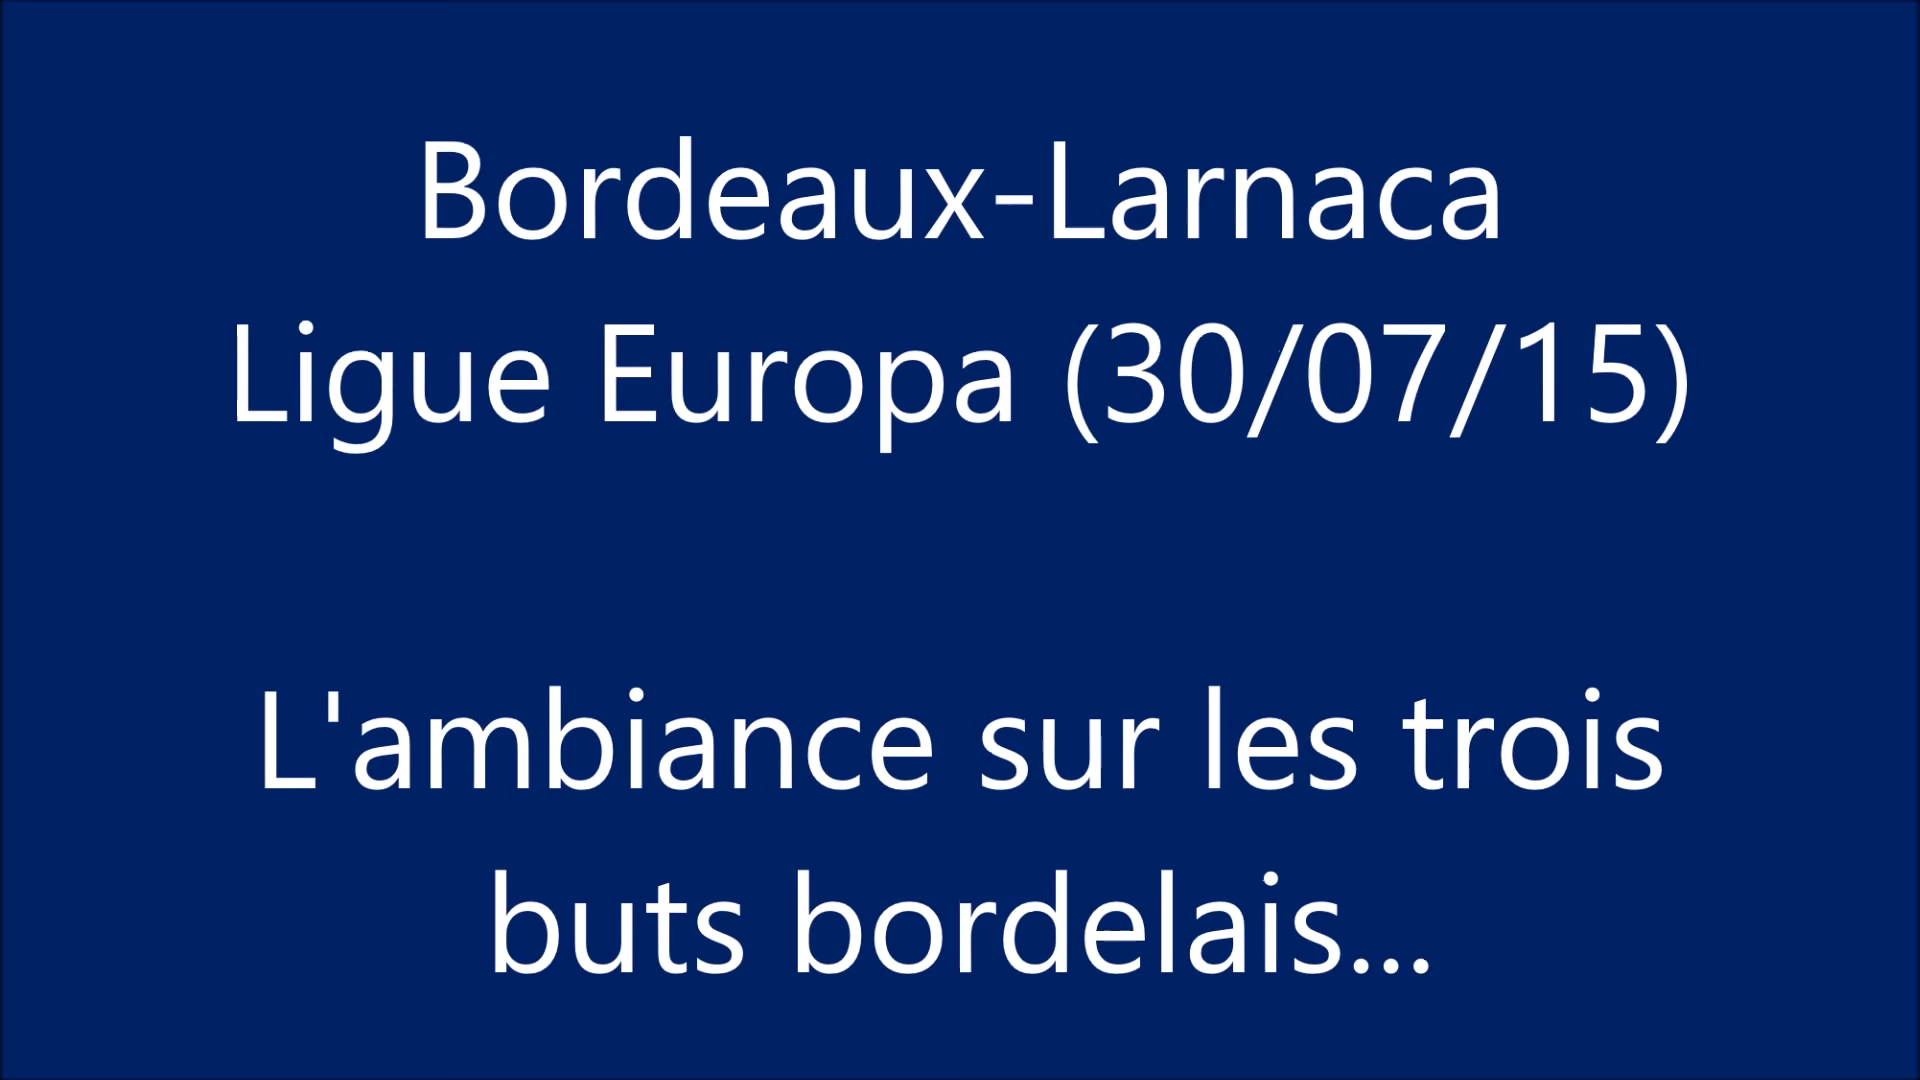 Bordeaux-Larnaca
Ligue Europa (30/07/15)
L'ambiance sur les trois
buts bordelais...